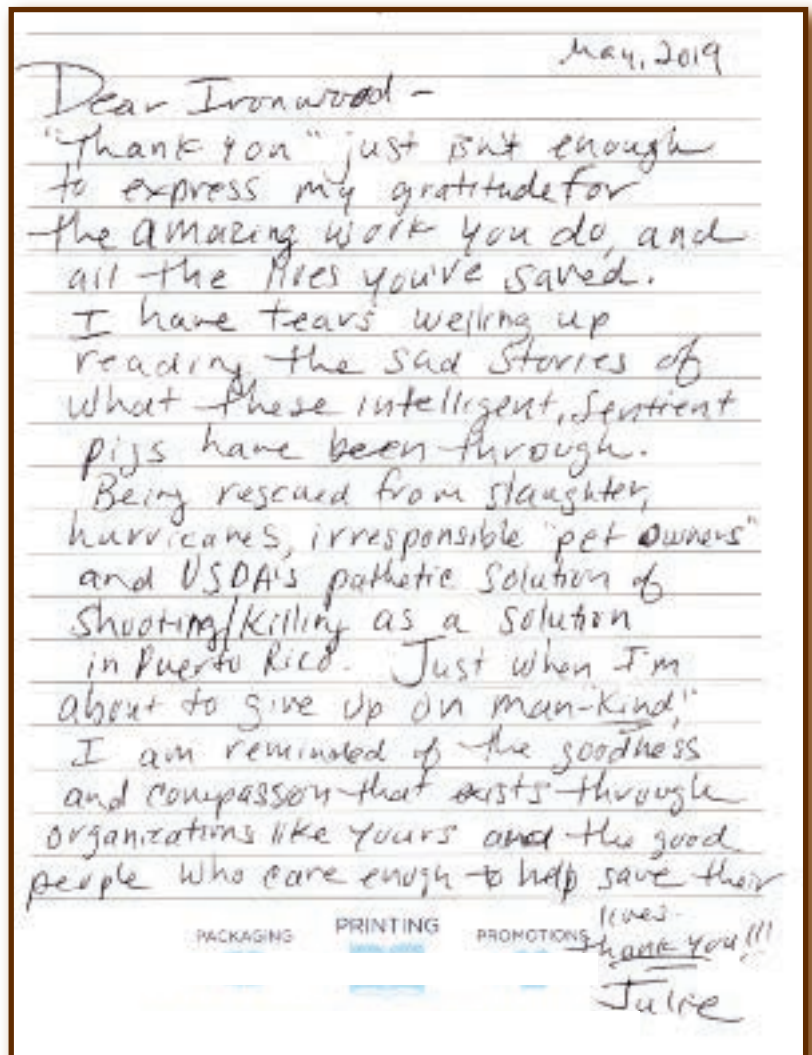 May, 2019
Dear Ironwood -
"Thank you" just isn't enough
to express my gratitude for
the amazing work you do, and
all the lives you've saved.
I have tears welling up
reading the sad stories of
what these intelligent, sentient
pigs have been through.
Being rescued from slaughter,
hurricanes, irresponsible "pet owners"
and USDA's pathetic solution of
shooting/killing as a solution
in Puerto Rico. Just when I'm
about to give up on man-"kind,"
I am reminded of the goodness
and compasson that exists through
organizations like yours and the good
people who care enogh to help save their
lives.
PACKAGING PRINTING PROMOTIONS
Thank you!!!
Julie